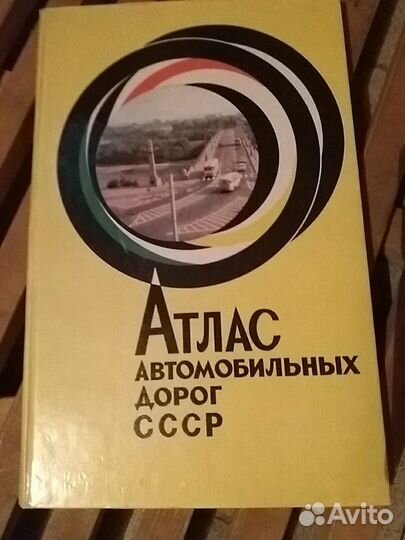 Атлас
автомобильных
дорог
СССР
Avito